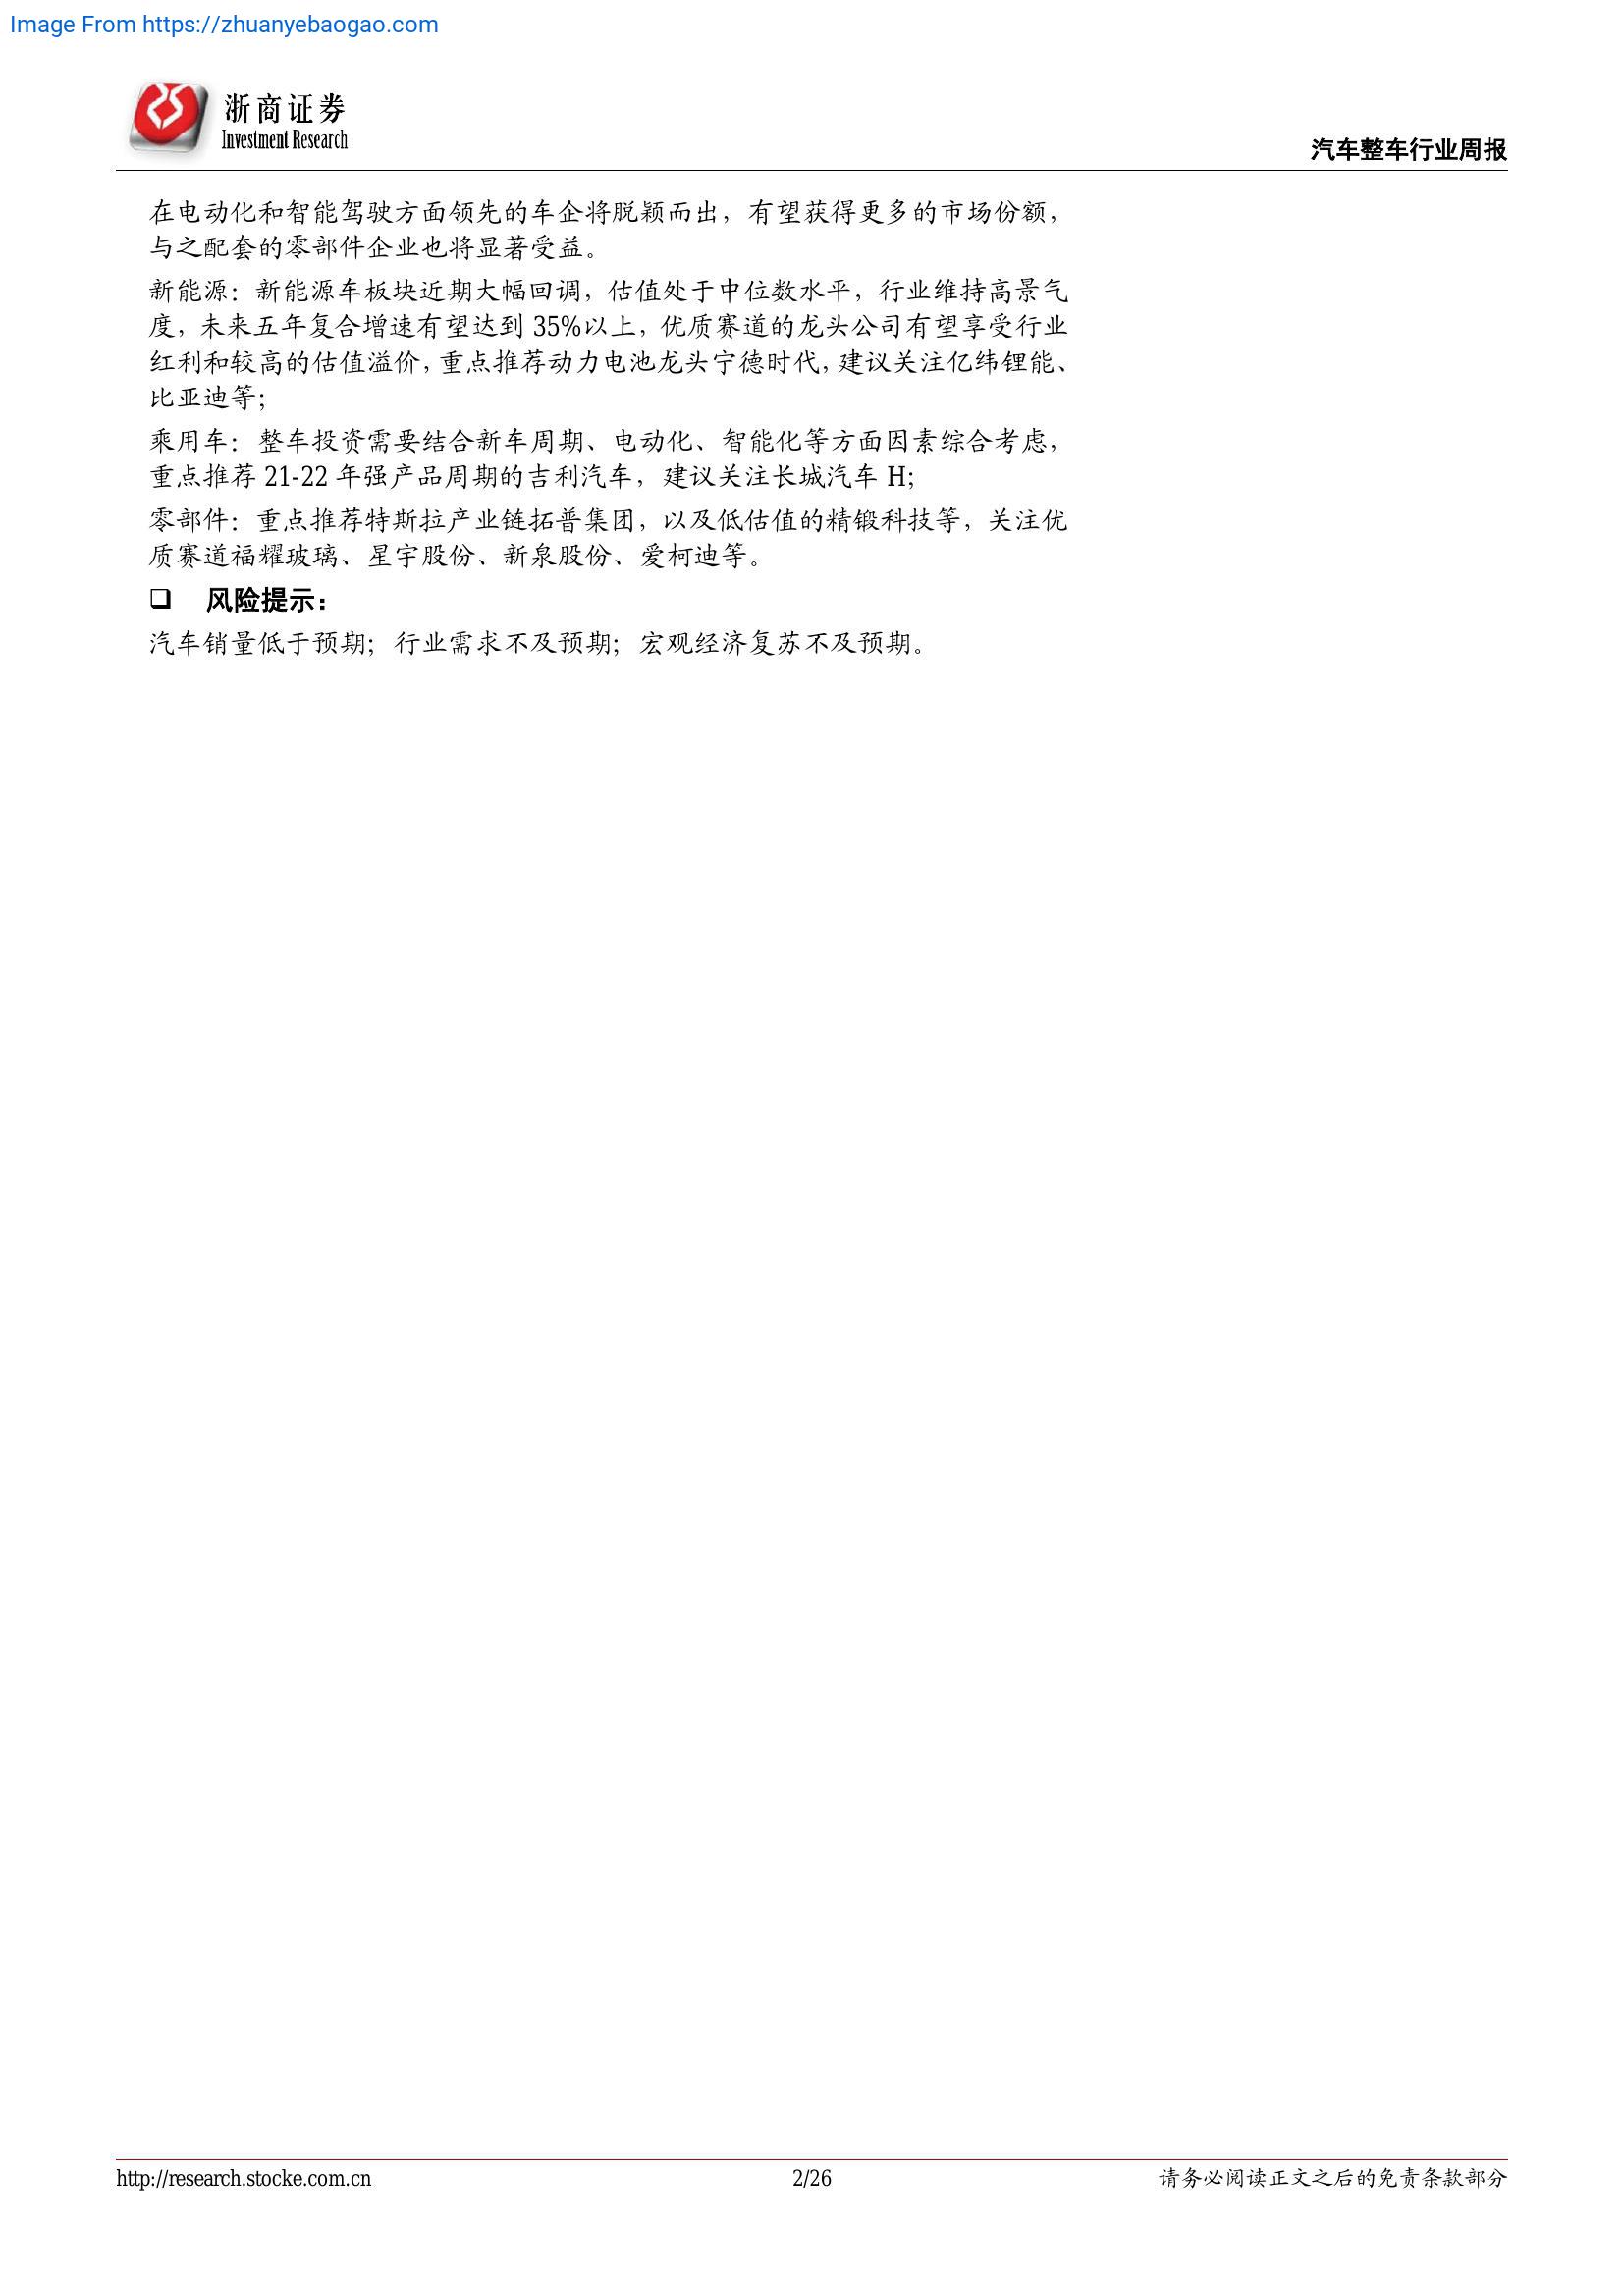 Image From https://zhuanyebaogao.com
浙商证券
Investment Research
汽车整车行业周报
在电动化和智能驾驶方面领先的车企将脱颖而出，有望获得更多的市场份额，
与之配套的零部件企业也将显著受益。
新能源：新能源车板块近期大幅回调，估值处于中位数水平，行业维持高景气
度，未来五年复合增速有望达到 35%以上，优质赛道的龙头公司有望享受行业
红利和较高的估值溢价，重点推荐动力电池龙头宁德时代，建议关注亿纬锂能、
比亚迪等；
乘用车：整车投资需要结合新车周期、电动化、智能化等方面因素综合考虑，
重点推荐 21-22 年强产品周期的吉利汽车，建议关注长城汽车 H；
零部件：重点推荐特斯拉产业链拓普集团，以及低估值的精锻科技等，关注优
质赛道福耀玻璃、星宇股份、新泉股份、爱柯迪等。
❑ 风险提示：
汽车销量低于预期；行业需求不及预期；宏观经济复苏不及预期。
http://research.stocke.com.cn
2/26
请务必阅读正文之后的免责条款部分